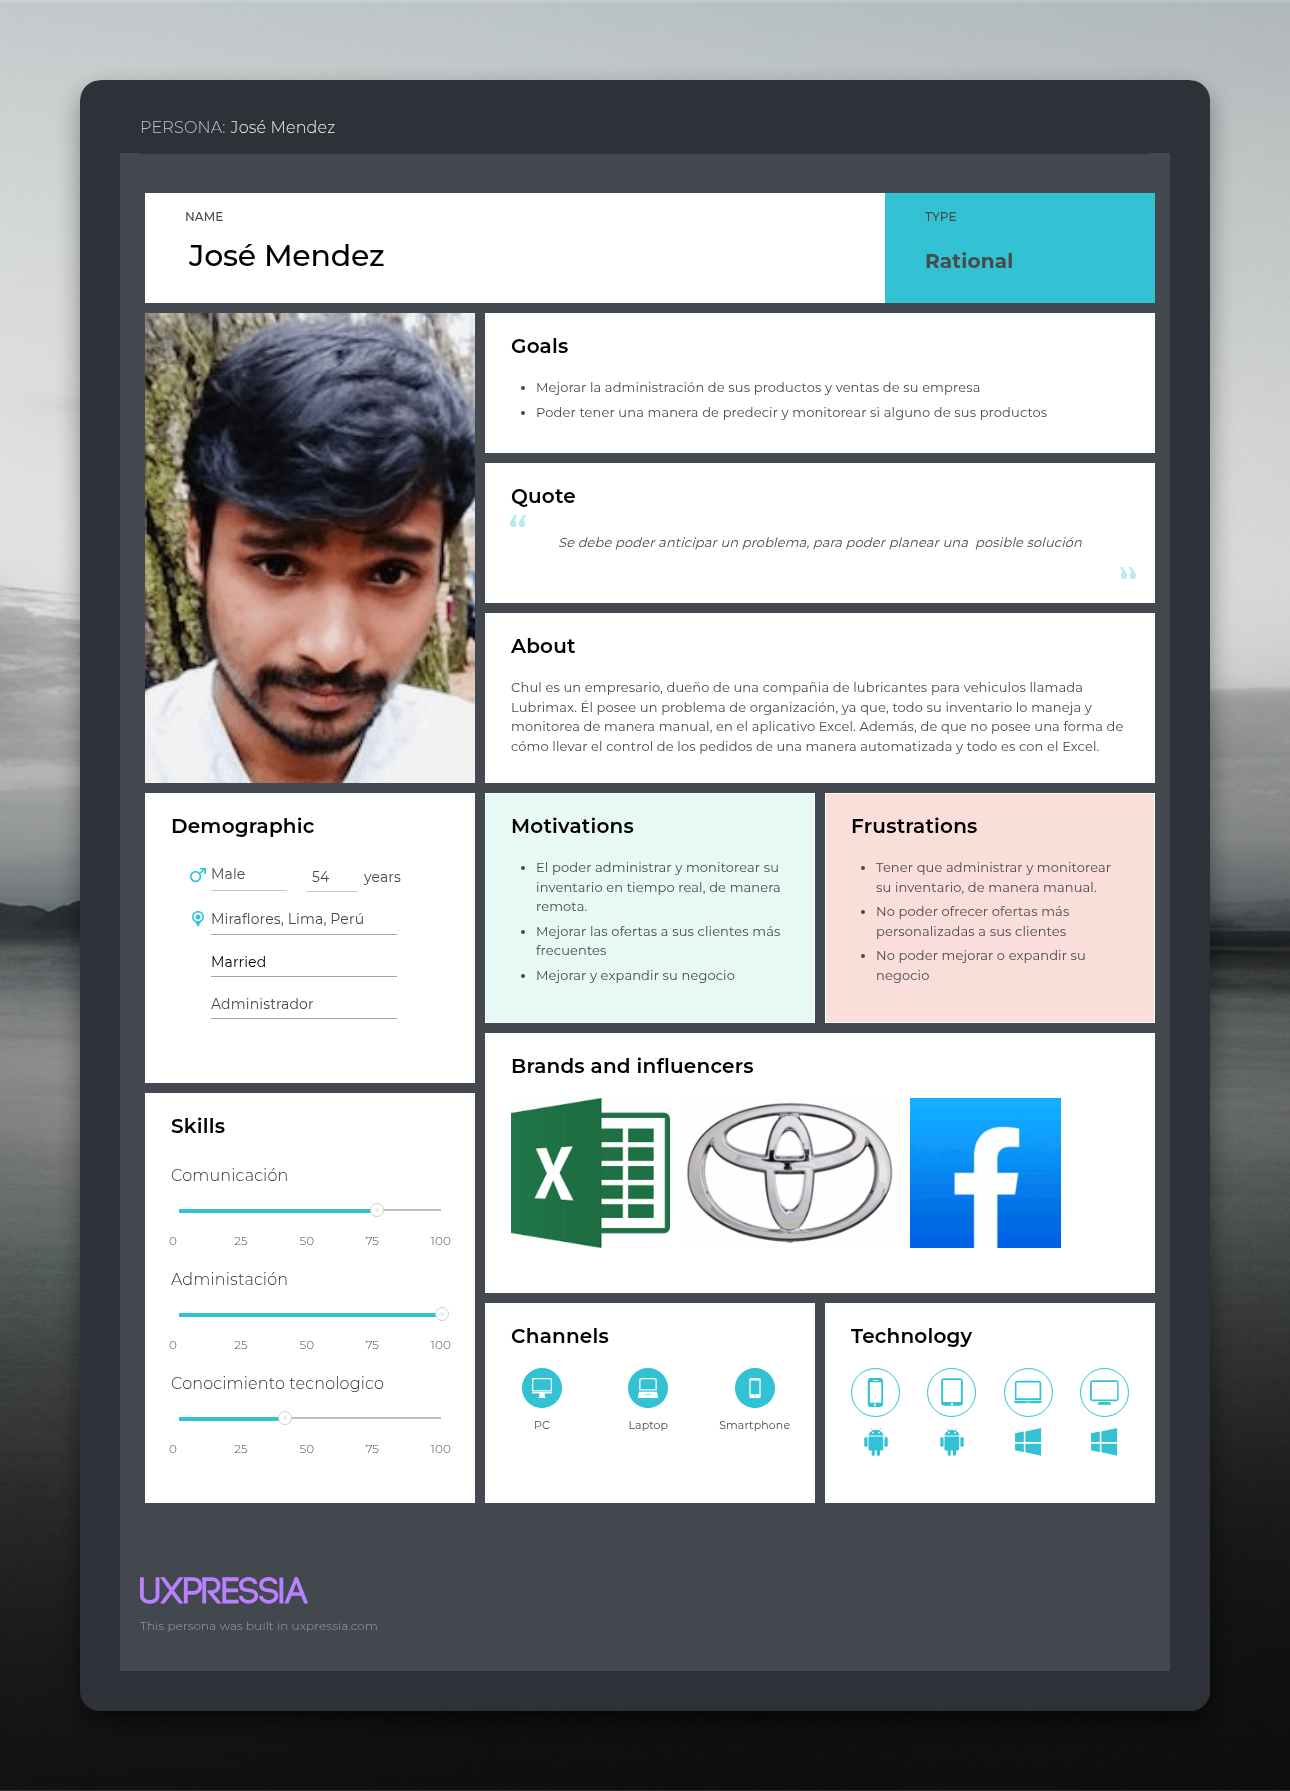 PERSONA: José Mendez
NAME
José Mendez
TYPE
Rational
Goals
• Mejorar la administración de sus productos y ventas de su empresa
• Poder tener una manera de predecir y monitorear si alguno de sus productos
Quote
“
Se debe poder anticipar un problema, para poder planear una  posible solución
”
About
Chul es un empresario, dueño de una compañia de lubricantes para vehiculos llamada
Lubrimax. Él posee un problema de organización, ya que, todo su inventario lo maneja y
monitorea de manera manual, en el aplicativo Excel. Además, de que no posee una forma de
cómo llevar el control de los pedidos de una manera automatizada y todo es con el Excel.
Demographic
Male 54 years
Miraflores, Lima, Perú
Married
Administrador
Motivations
• El poder administrar y monitorear su
inventario en tiempo real, de manera
remota.
• Mejorar las ofertas a sus clientes más
frecuentes
• Mejorar y expandir su negocio
Frustrations
• Tener que administrar y monitorear
su inventario, de manera manual.
• No poder ofrecer ofertas más
personalizadas a sus clientes
• No poder mejorar o expandir su
negocio
Skills
Comunicación
0 25 50 75 100
Administación
0 25 50 75 100
Conocimiento tecnologico
0 25 50 75 100
Brands and influencers
X
f
Channels
PC Laptop Smartphone
Technology
UXPRESSIA
This persona was built in uxpressia.com